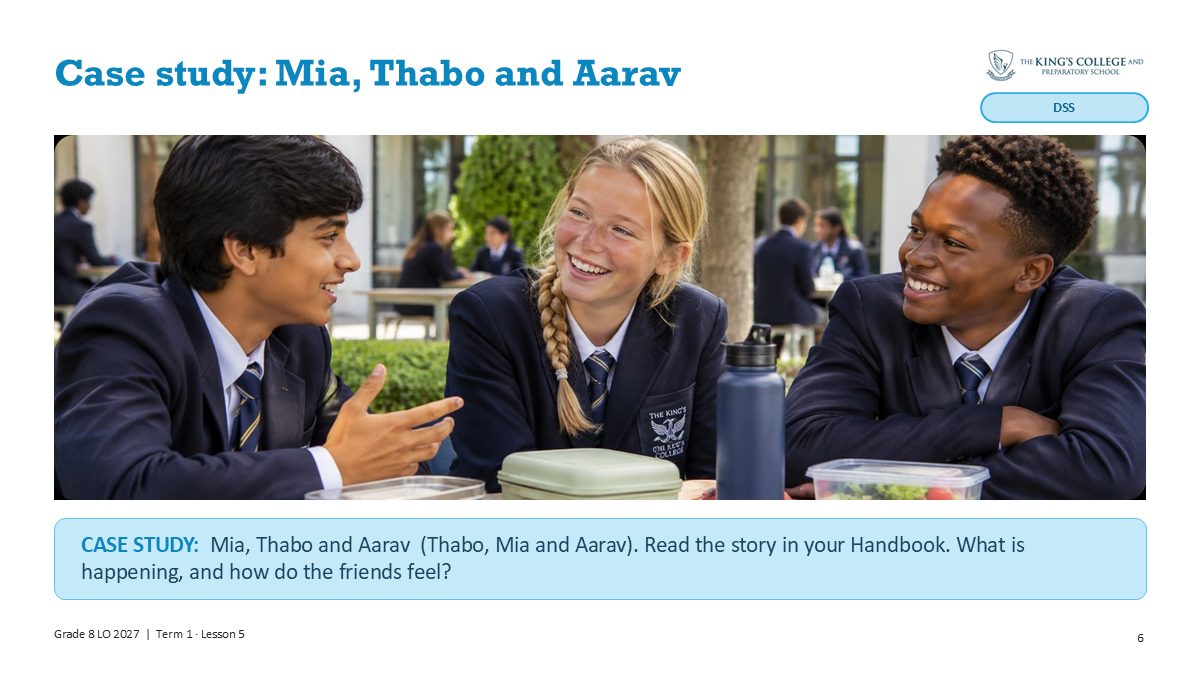 Case study: Mia, Thabo and Aarav
THE KING'S COLLEGE AND
PREPARATORY SCHOOL
DSS
THE KING'S
COLLEGE
CASE STUDY:  Mia, Thabo and Aarav  (Thabo, Mia and Aarav). Read the story in your Handbook. What is
happening, and how do the friends feel?
Grade 8 LO 2027  |  Term 1 · Lesson 5
6